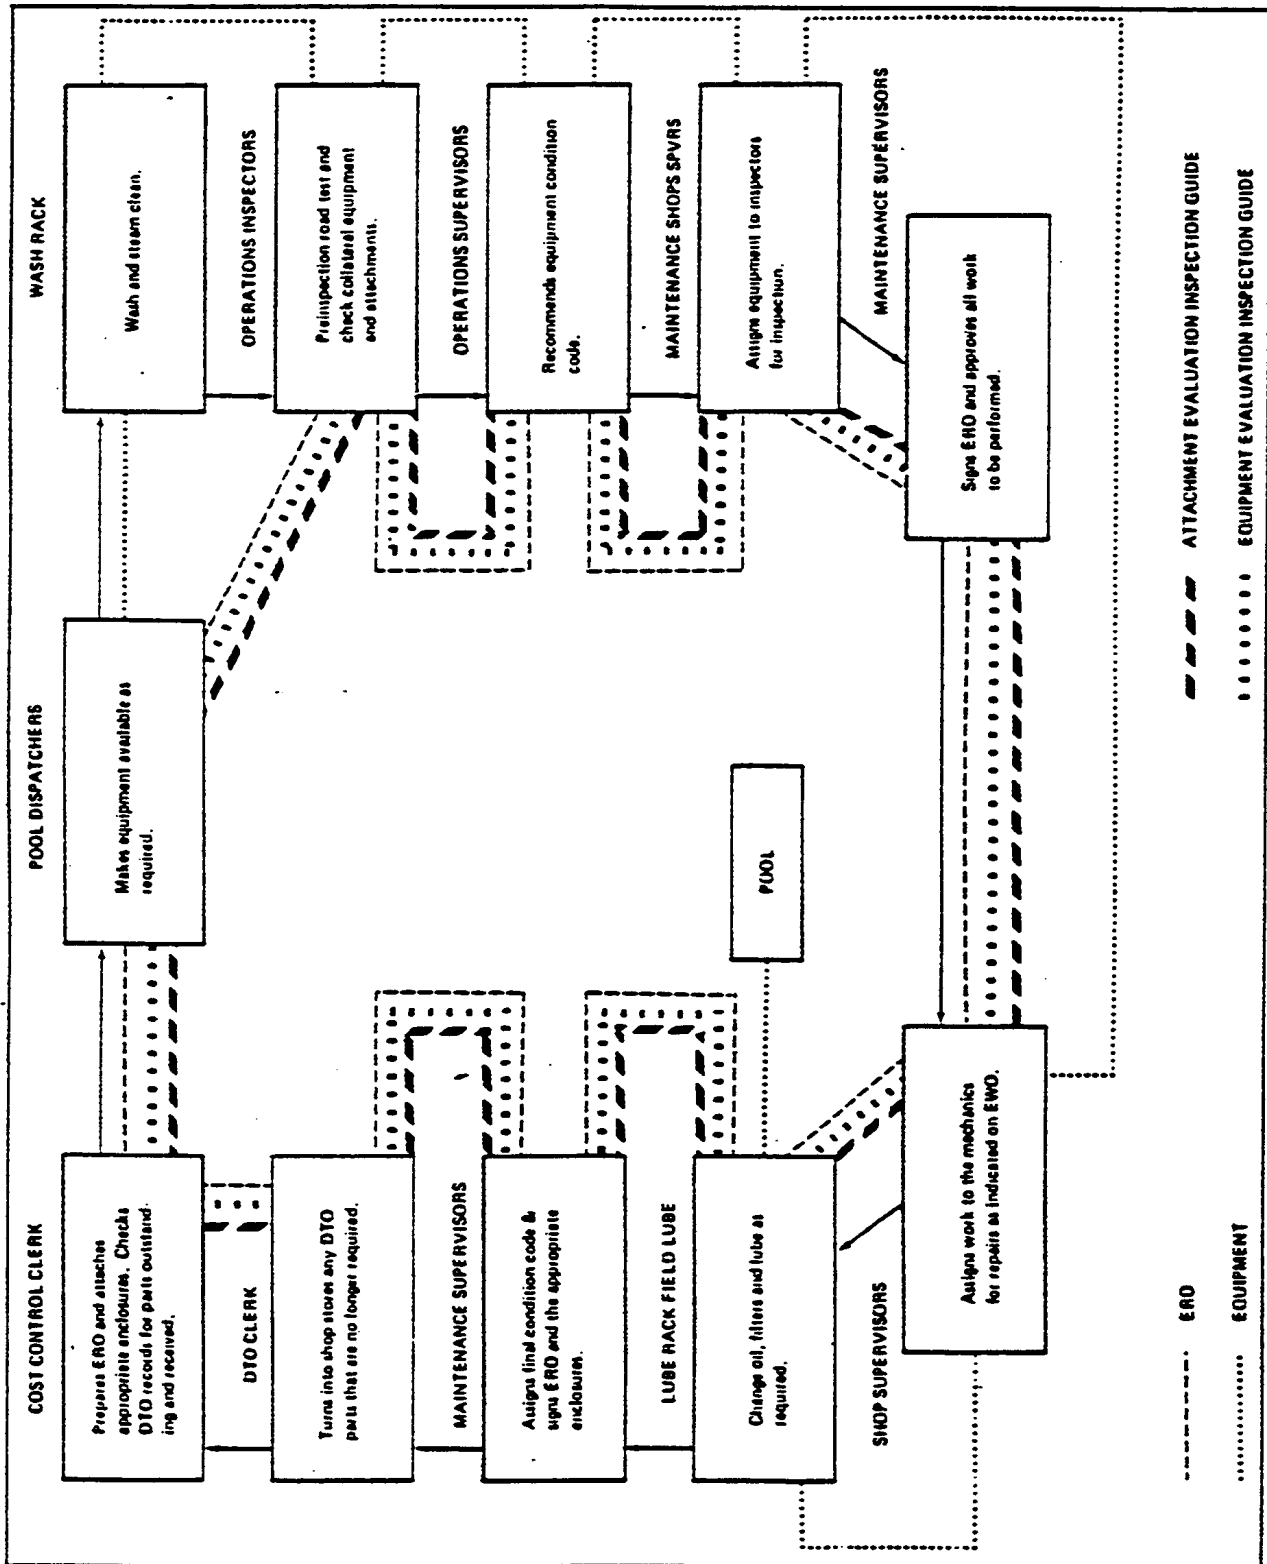 COST CONTROL CLERK
Prepares ERO and attaches
appropriate enclosures. Checks
DTO records for parts outstand-
ing and received.
POOL DISPATCHERS
Makes equipment available as
required.
WASH RACK
Wash and steam clean.
DTO CLERK
Turns into shop stores any DTO
parts that are no longer required.
OPERATIONS INSPECTORS
Preinspection road test and
check collateral equipment
and attachments.
MAINTENANCE SUPERVISORS
Assigns final condition code &
signs ERO and the appropriate
enclosures.
OPERATIONS SUPERVISORS
Recommends equipment condition
code.
LUBE RACK FIELD LUBE
Change oil, filters and lube as
required.
POOL
MAINTENANCE SHOPS SPVRS
Assigns equipment to inspectors
for inspection.
SHOP SUPERVISORS
Assigns work to the mechanics
for repairs as indicated on EWO.
MAINTENANCE SUPERVISORS
Signs ERO and approves all work
to be performed.
ERO
ATTACHMENT EVALUATION INSPECTION GUIDE
EQUIPMENT
EQUIPMENT EVALUATION INSPECTION GUIDE